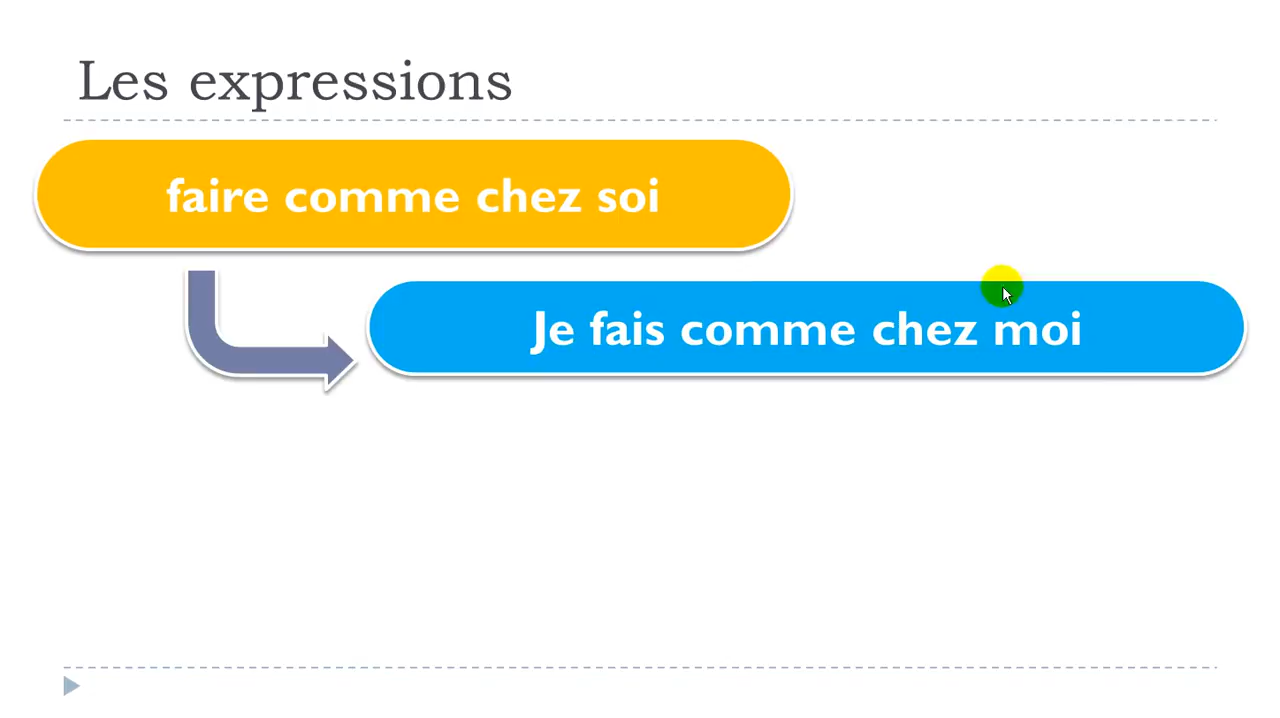 Les expressions
faire comme chez soi
Je fais comme chez moi